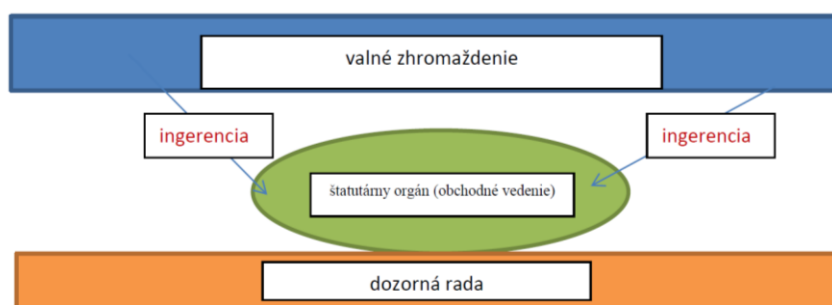 valné zhromaždenie
ingerencia
ingerencia
štatutárny orgán (obchodné vedenie)
dozorná rada